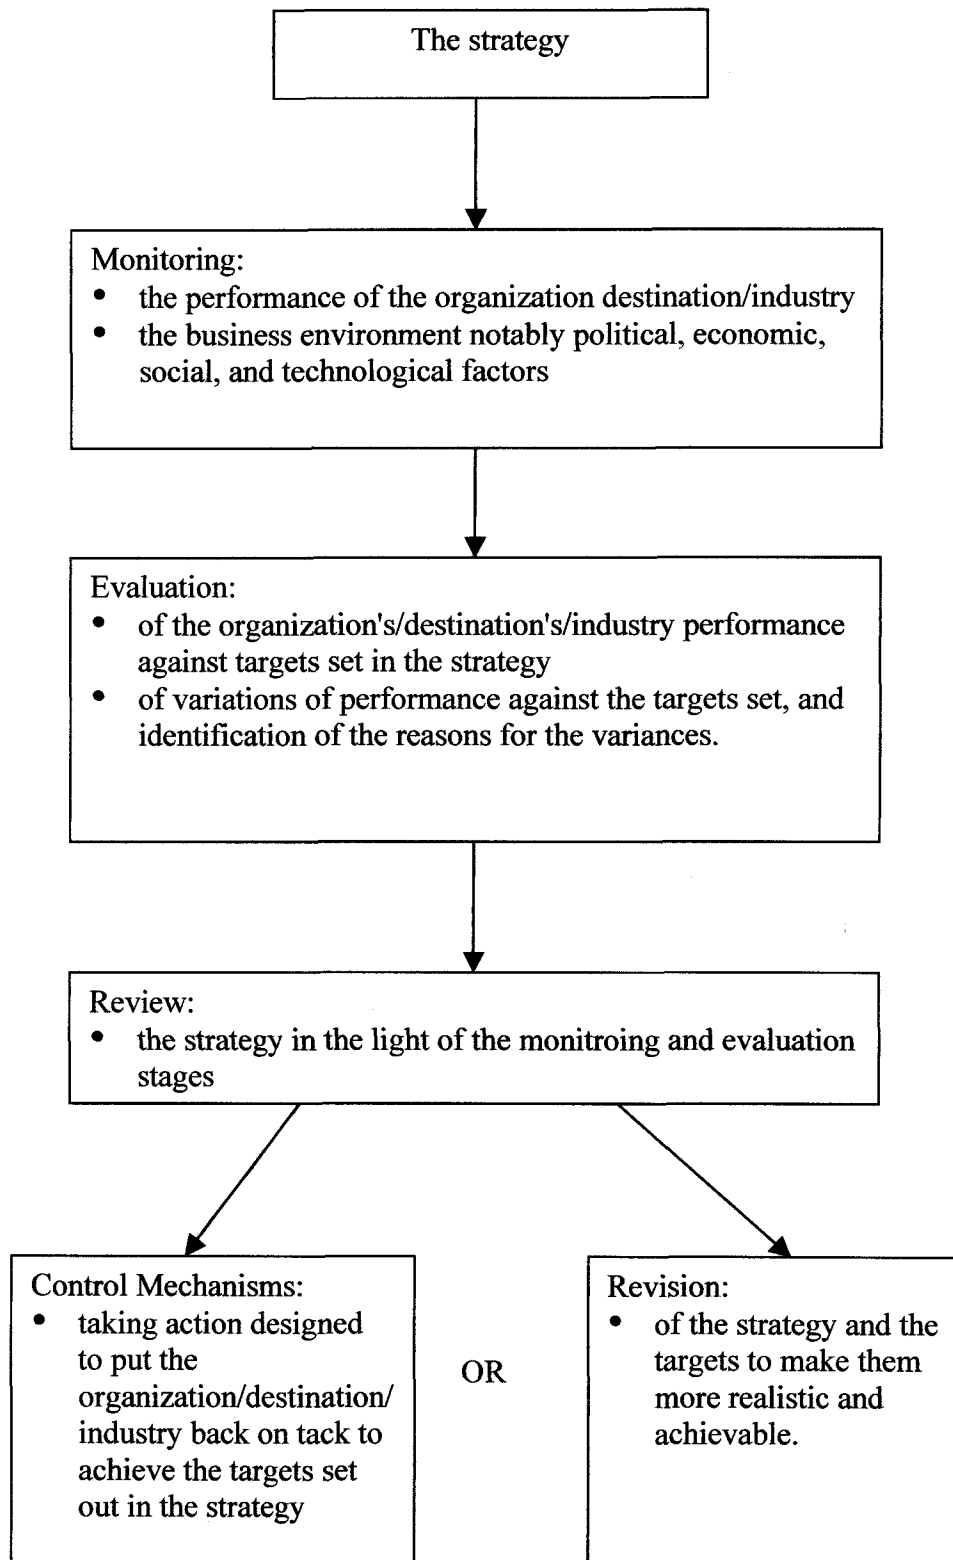 The strategy
Monitoring:
• the performance of the organization destination/industry
• the business environment notably political, economic,
social, and technological factors
Evaluation:
• of the organization's/destination's/industry performance
against targets set in the strategy
• of variations of performance against the targets set, and
identification of the reasons for the variances.
Review:
• the strategy in the light of the monitroing and evaluation
stages
Control Mechanisms:
• taking action designed
to put the
organization/destination/
industry back on tack to
achieve the targets set
out in the strategy
OR
Revision:
• of the strategy and the
targets to make them
more realistic and
achievable.